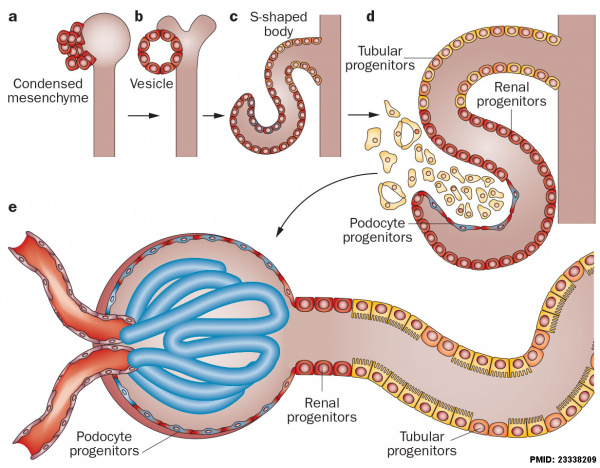 a
Condensed
mesenchyme
b
Vesicle
c
S-shaped
body
d
Tubular
progenitors
Renal
progenitors
Podocyte
progenitors
e
Podocyte
progenitors
Renal
progenitors
Tubular
progenitors
PMID: 23338209